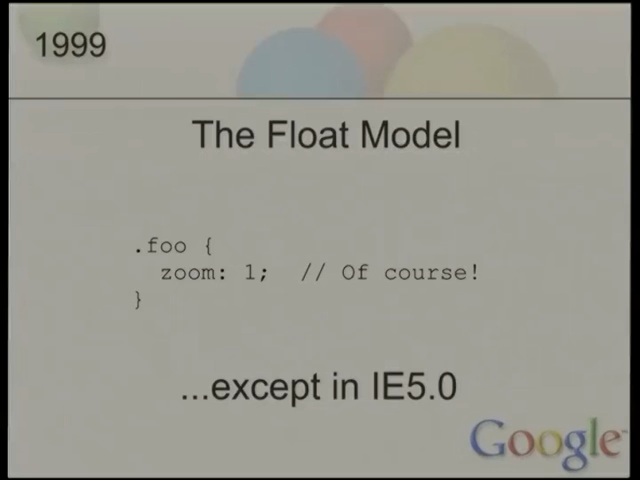 1999
The Float Model
.foo {
  zoom: 1;  // Of course!
}
...except in IE5.0
Google